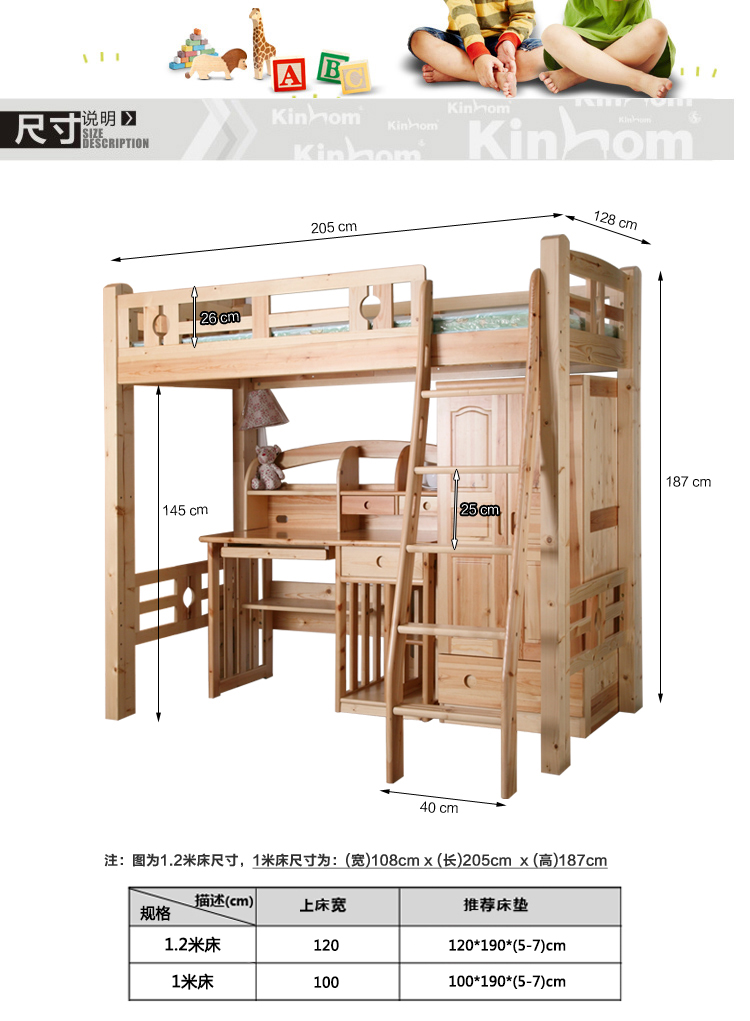 A
B
C
尺寸 说明
SIZE
DESCRIPTION
Kinhom
Kinhom
Kinhom
Kinhom
Kinhom
Kinhom
Kinhom
205 cm
128 cm
26 cm
145 cm
25 cm
187 cm
40 cm
注：图为1.2米床尺寸，1米床尺寸为：(宽)108cm x (长)205cm x (高)187cm
规格 描述(cm) 上床宽 推荐床垫
1.2米床 120 120*190*(5-7)cm
1米床 100 100*190*(5-7)cm